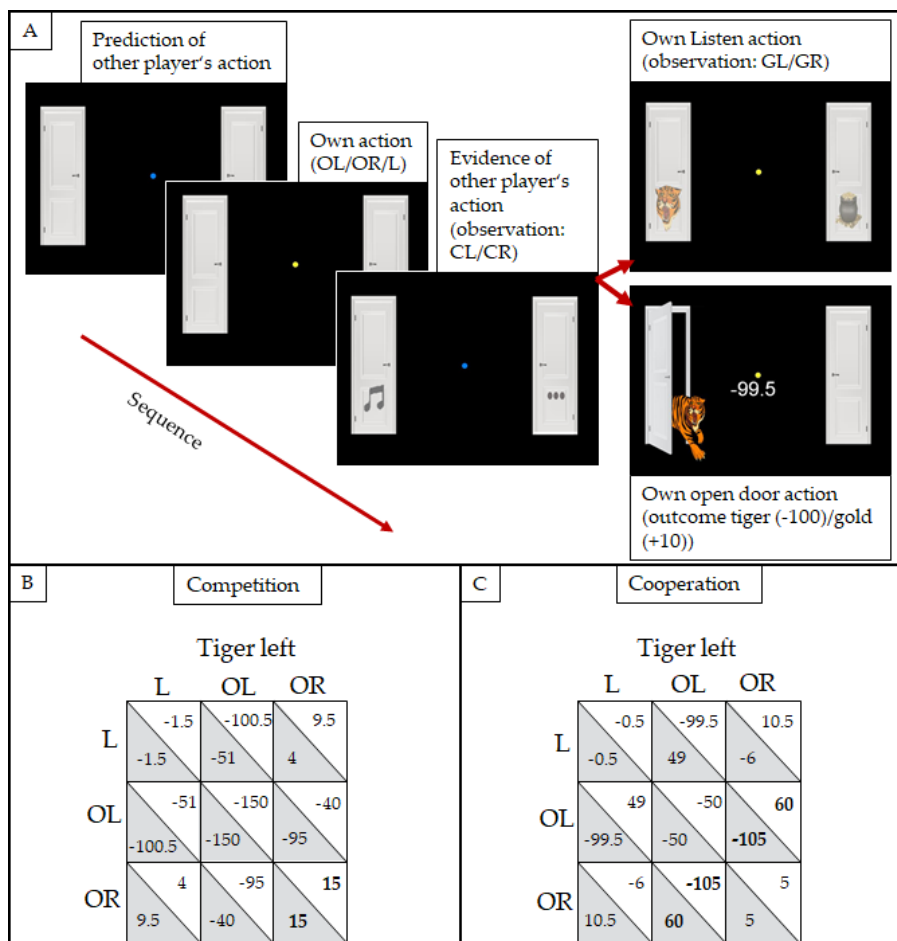 A
Prediction of
other player's action
Own action
(OL/OR/L)
Evidence of
other player's
action
(observation:
CL/CR)
Own Listen action
(observation: GL/GR)
-99.5
Own open door action
(outcome tiger (-100)/gold
(+10))
Sequence
B
Competition
Tiger left
L OL OR
L -1.5 -100.5 9.5
-1.5 -51 4
OL -51 -150 -40
-100.5 -150 -95
OR 4 -95 15
9.5 -40 15
C
Cooperation
Tiger left
L OL OR
L -0.5 -99.5 10.5
-0.5 49 -6
OL 49 -50 60
-99.5 -50 -105
OR -6 -105 5
10.5 60 5